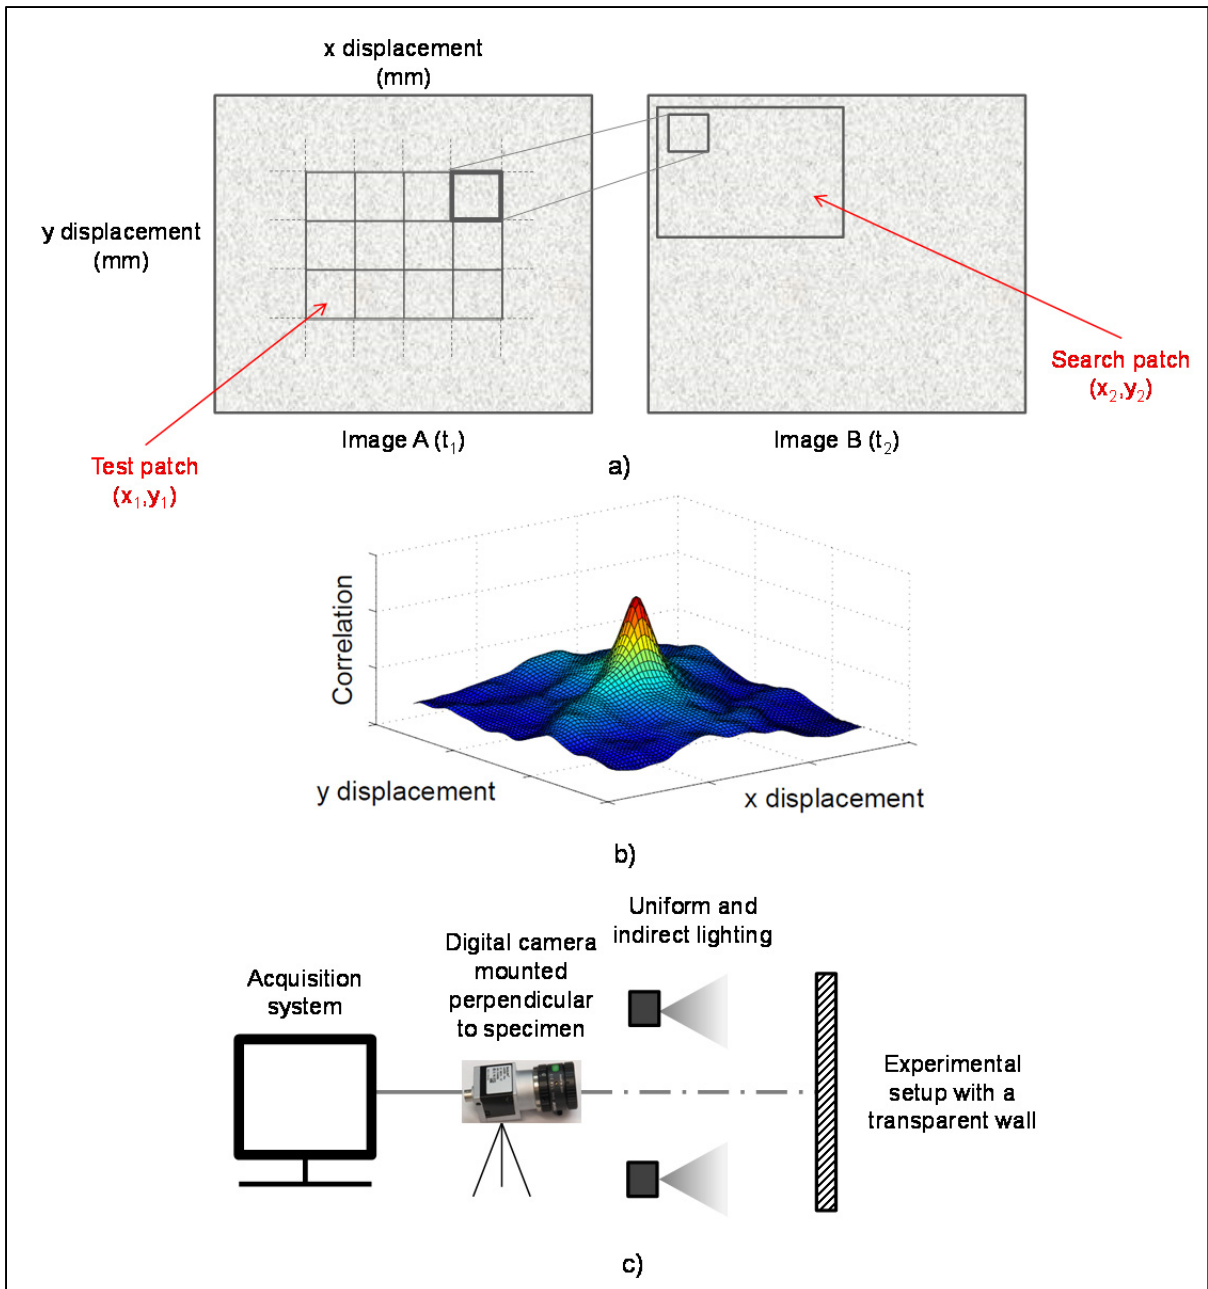 x displacement
(mm)
y displacement
(mm)
Search patch
(x₂,y₂)
Image A (t₁)
Image B (t₂)
Test patch
(x₁,y₁)
a)
Correlation
y displacement
x displacement
b)
Uniform and
indirect lighting
Digital camera
mounted
perpendicular
to specimen
Acquisition
system
Experimental
setup with a
transparent wall
c)